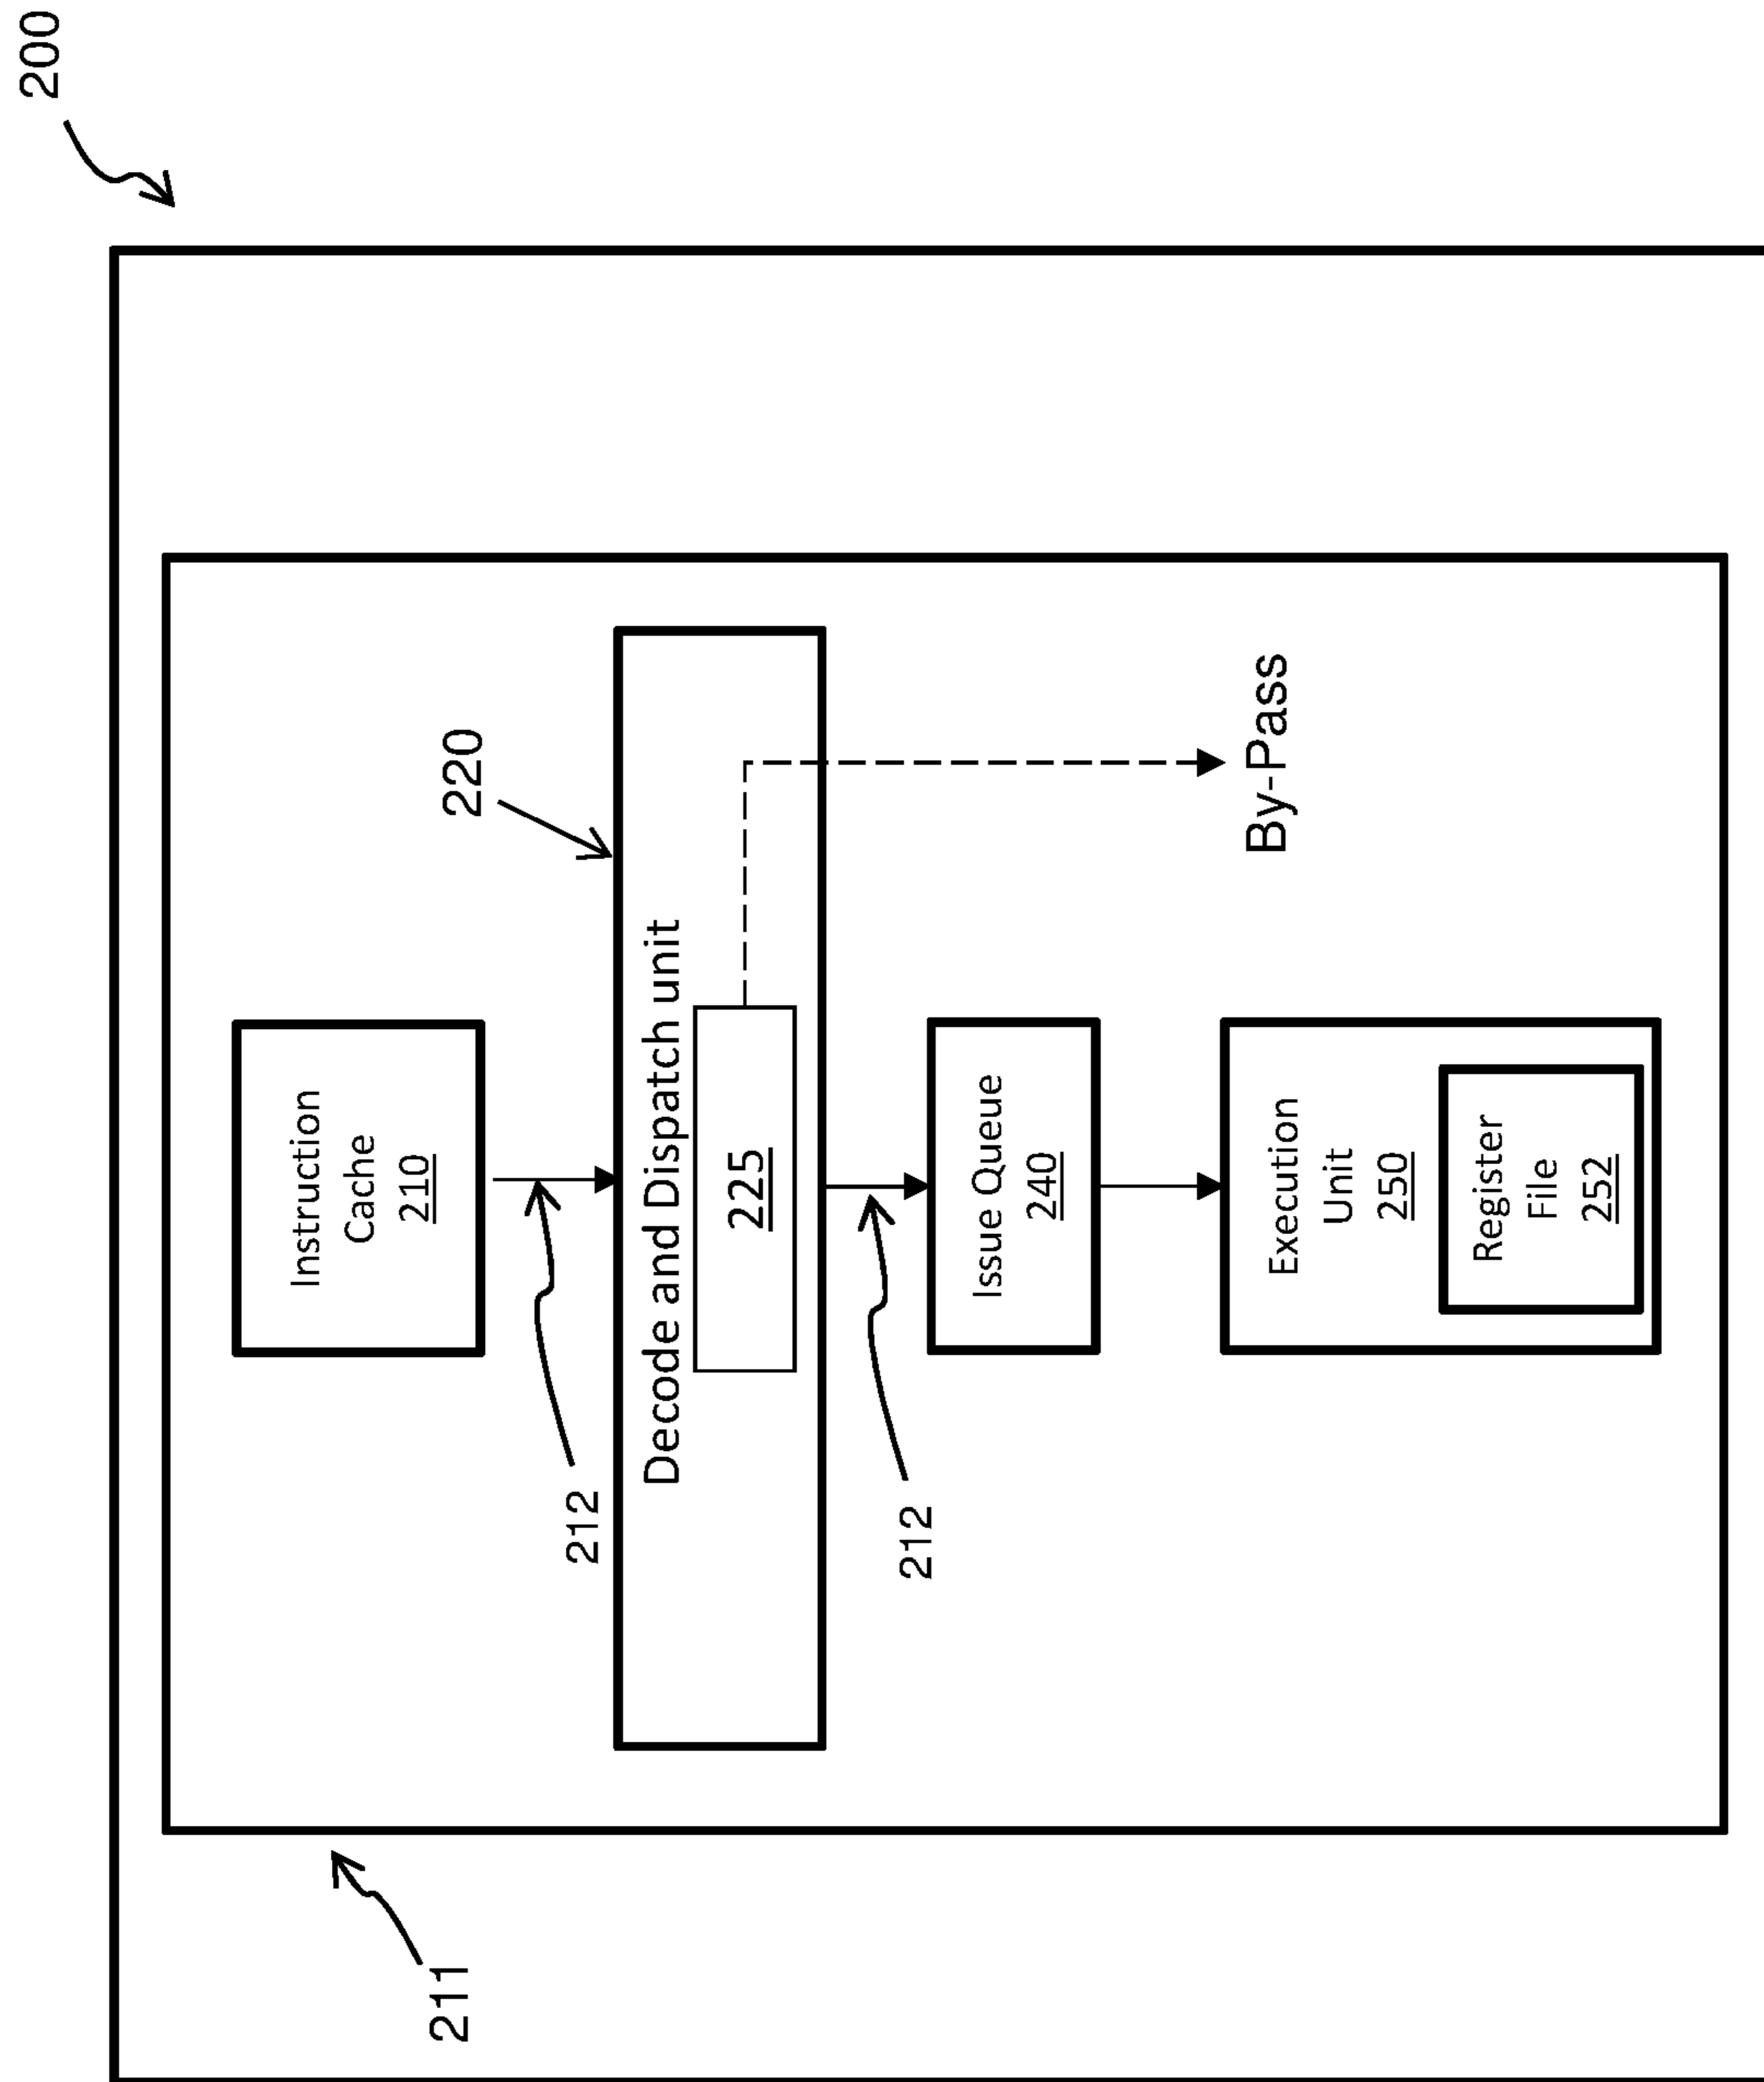 200
211
Instruction
Cache
210
212
220
Decode and Dispatch unit
225
212
Issue Queue
240
By-Pass
Execution
Unit
250
Register
File
252